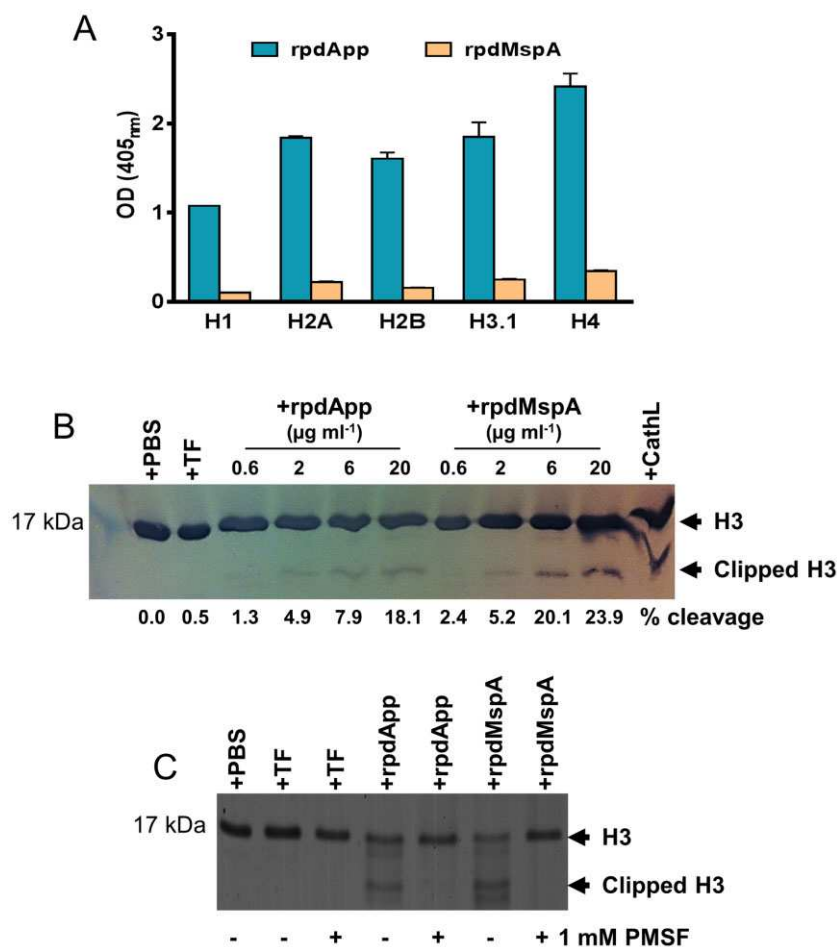 A
3
rpdApp
rpdMspA
2
OD (405nm)
1
0
H1 H2A H2B H3.1 H4
B
+PBS
+TF
+rpdApp
(µg ml-1)
0.6 2 6 20
+rpdMspA
(µg ml-1)
0.6 2 6 20
+CathL
17 kDa
H3
Clipped H3
0.0 0.5 1.3 4.9 7.9 18.1 2.4 5.2 20.1 23.9 % cleavage
C
+PBS
+TF
+TF
+rpdApp
+rpdApp
+rpdMspA
+rpdMspA
17 kDa
H3
Clipped H3
- - + - + - + 1 mM PMSF